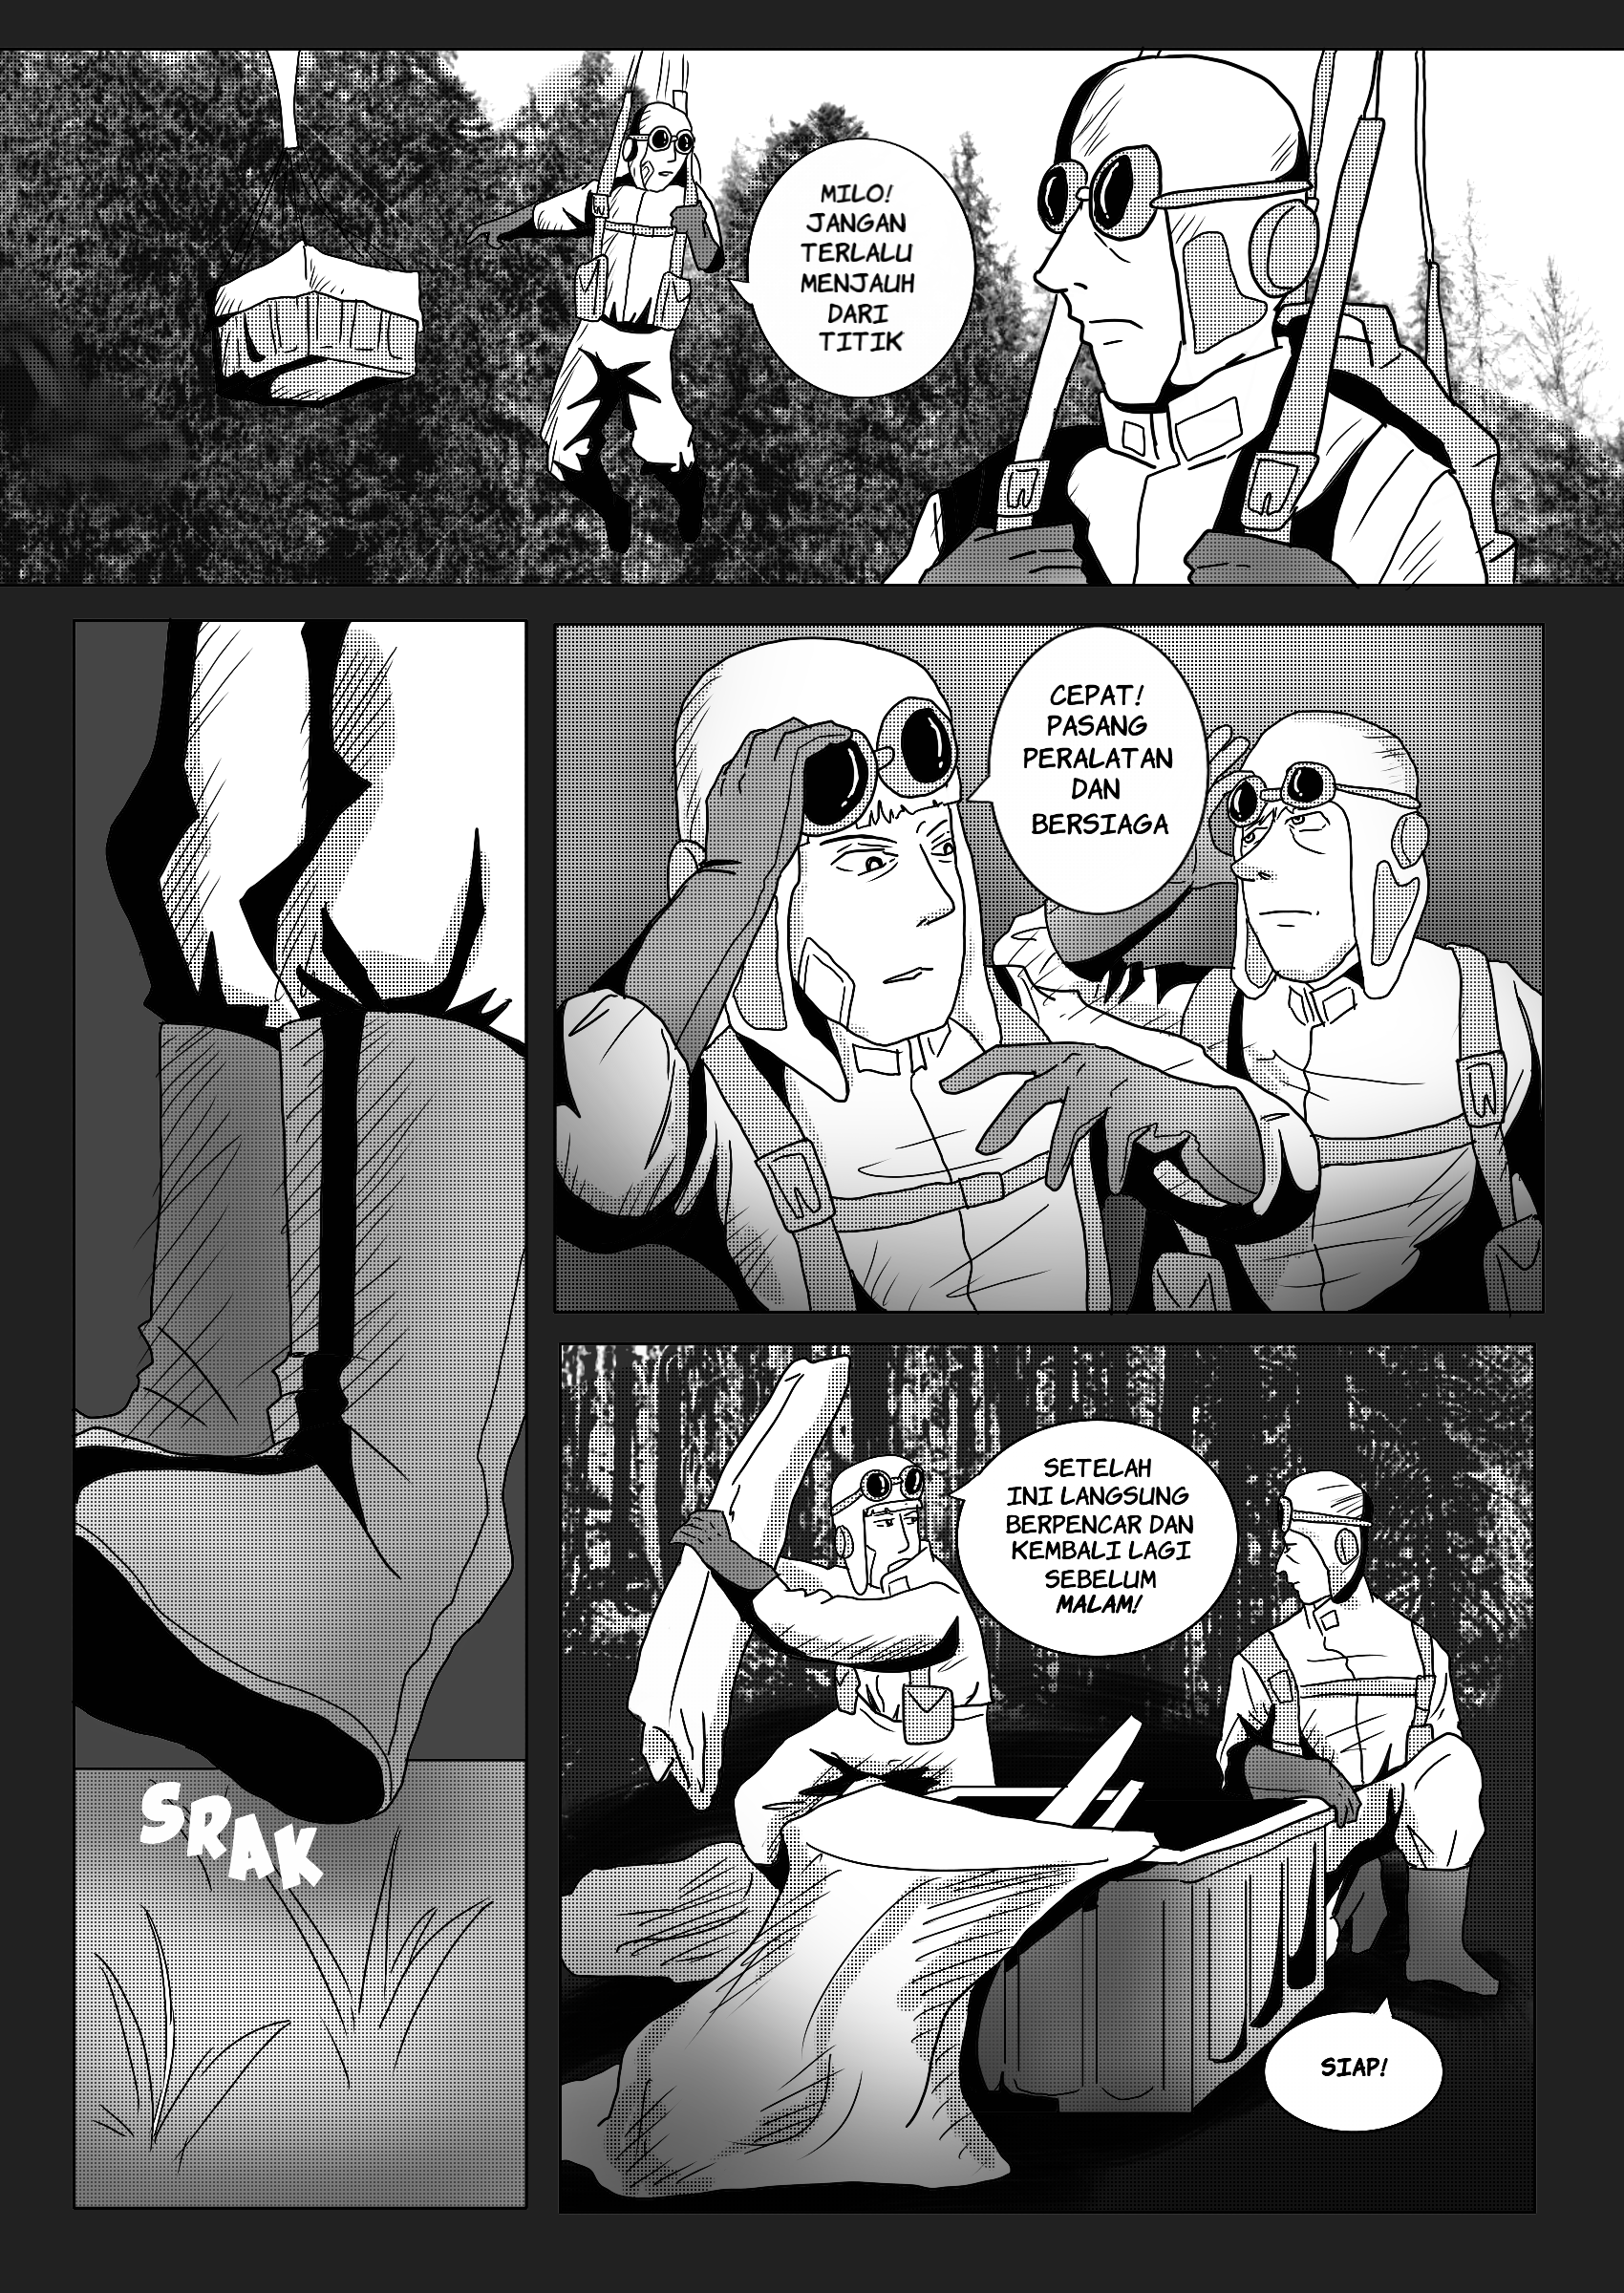 MILO!
JANGAN
TERLALU
MENJAUH
DARI
TITIK
SRAK
CEPAT!
PASANG
PERALATAN
DAN
BERSIAGA
SETELAH
INI LANGSUNG
BERPENCAR DAN
KEMBALI LAGI
SEBELUM
MALAM!
SIAP!